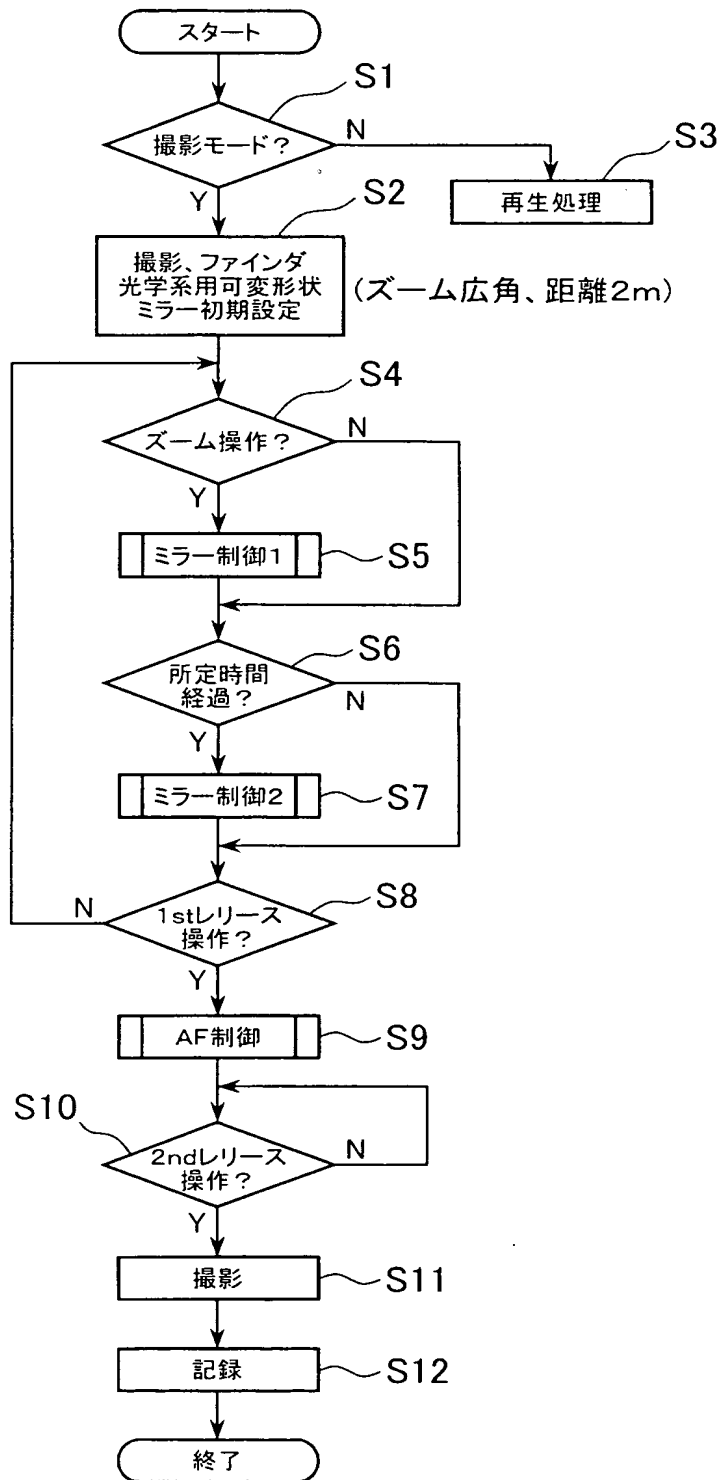 スタート
S1
撮影モード？
N
Y
S3
再生処理
S2
撮影、ファインダ
光学系用可変形状
ミラー初期設定
(ズーム広角、距離2m)
S4
ズーム操作？
N
Y
ミラー制御1
S5
S6
所定時間
経過？
N
Y
ミラー制御2
S7
S8
1stレリース
操作？
N
Y
AF制御
S9
S10
2ndレリース
操作？
N
Y
撮影
S11
記録
S12
終了